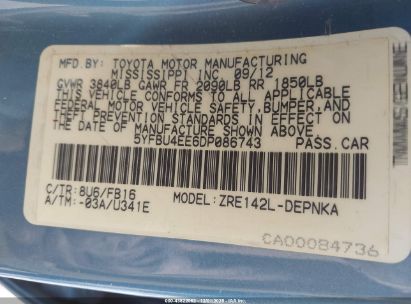 MFD.BY: TOYOTA MOTOR MANUFACTURING
MISSISSIPPI, INC. 09/12
GVWR 3840LB GAWR FR 2090LB RR 1850LB
THIS VEHICLE CONFORMS TO ALL APPLICABLE
FEDERAL MOTOR VEHICLE SAFETY, BUMPER, AND
THEFT PREVENTION STANDARDS IN EFFECT ON
THE DATE OF MANUFACTURE SHOWN ABOVE.
5YFBU4EE6DP086743 PASS.CAR
C/TR: 8U6/FB16 MODEL: ZRE142L-DEPNKA
A/TM: -03A/U341E
CA00084736